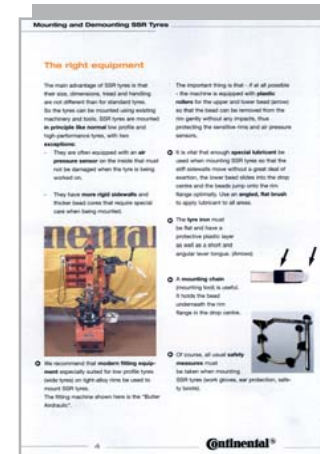 Mounting and Demounting SSR Tyres
The right equipment
The main advantage of SSR tyres is that
their size, dimensions, tread and handling
are not different than for standard tyres.
So the tyres can be mounted using existing
machinery and tools. SSR tyres are mounted
in principle like normal low profile and
high-performance tyres, with two
exceptions:
- They are often equipped with an air
pressure sensor on the inside that must
not be damaged when the tyre is being
worked on.
- They have more rigid sidewalls and
thicker bead cores that require special
care when being mounted.
We recommend that modern fitting equip-
ment especially suited for low profile tyres
(wide tyres) on light-alloy rims be used to
mount SSR tyres.
The fitting machine shown here is the "Butler
Airdraulic".
The important thing is that - if at all possible
- the machine is equipped with plastic
rollers for the upper and lower bead (arrow)
so that the bead can be removed from the
rim gently without any impacts, thus
protecting the sensitive rims and air pressure
sensors.
It is vital that enough special lubricant be
used when mounting SSR tyres so that the
stiff sidewalls move without a great deal of
exertion, the lower bead slides into the drop
centre and the beads jump onto the rim
flange optimally. Use an angled, flat brush
to apply lubricant to all areas.
The tyre iron must
be flat and have a
protective plastic layer
as well as a short and
angular lever tongue. (Arrows)
A mounting chain
(mounting tool) is useful.
It holds the bead
underneath the rim
flange in the drop centre.
Of course, all usual safety
measures must
be taken when mounting
SSR tyres (work gloves, ear protection, safe-
ty boots).
4
Continental